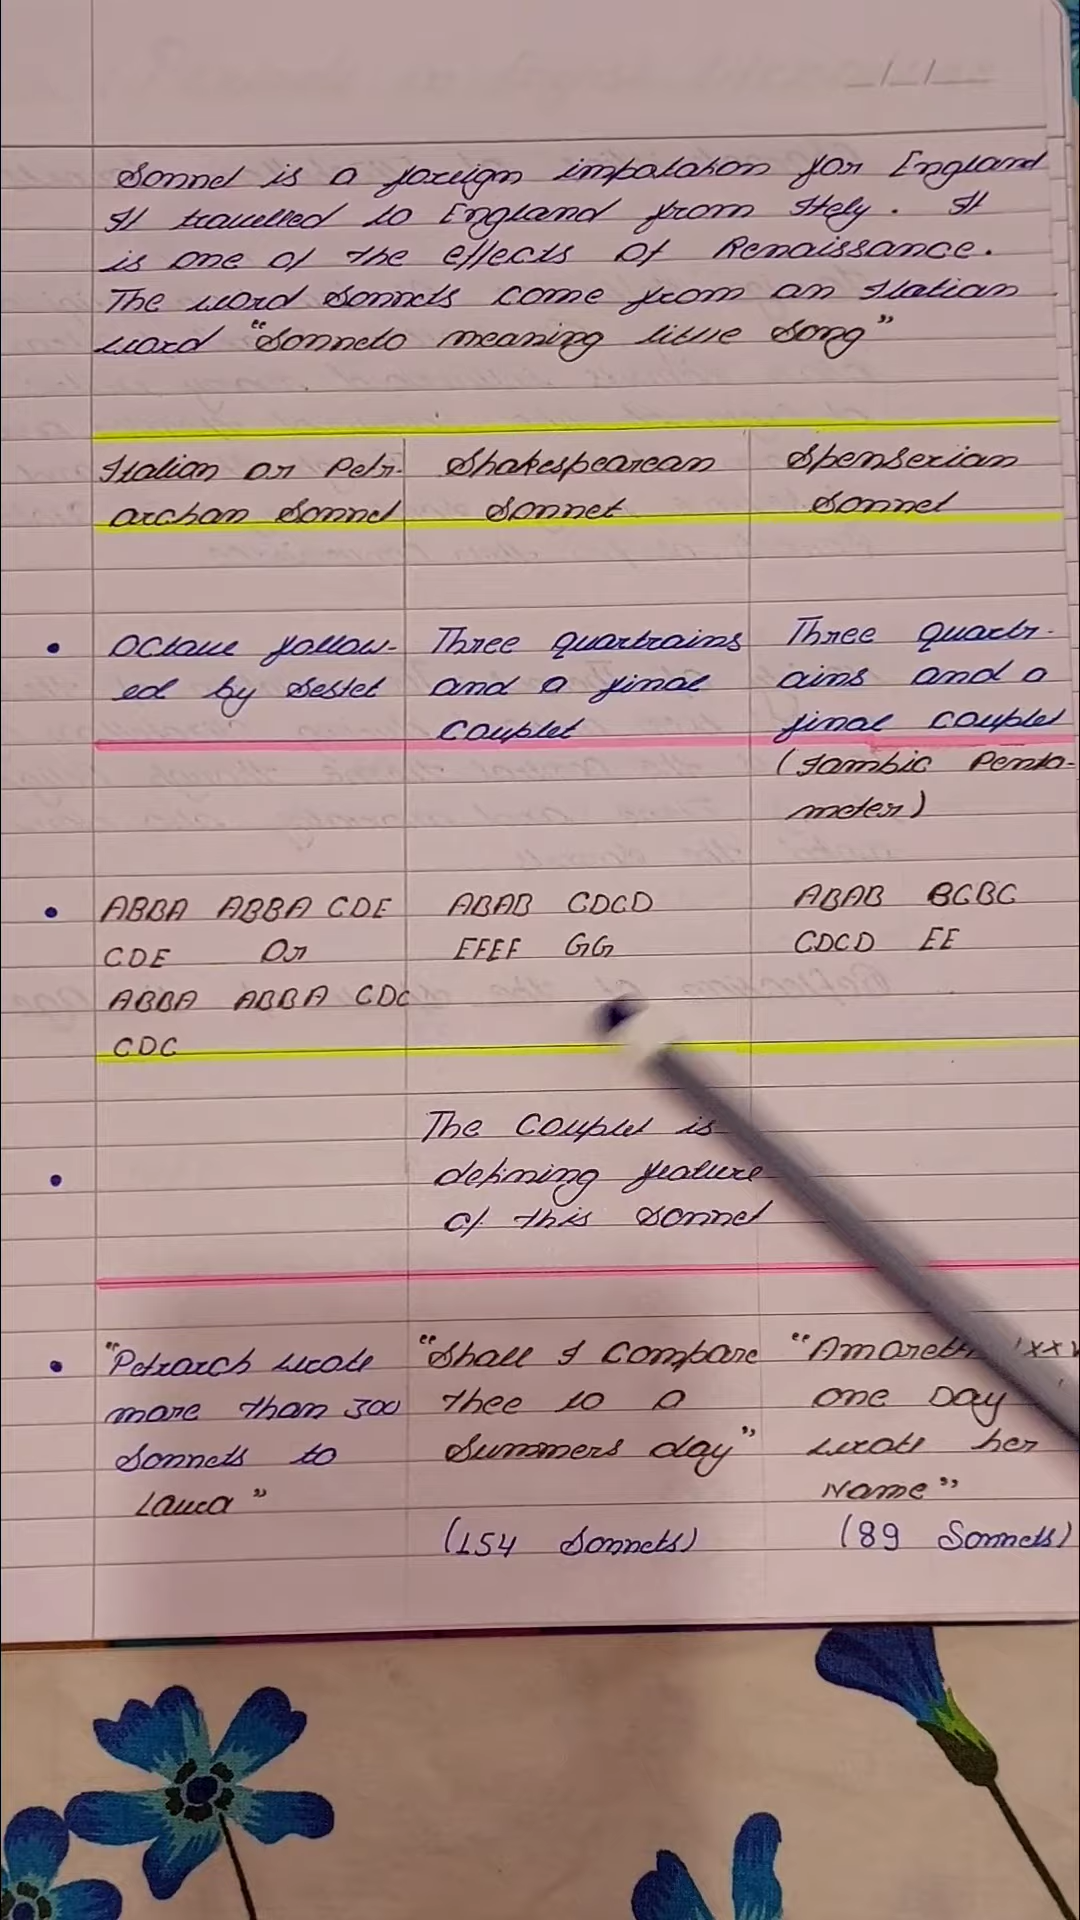 Sonnet is a foreign impotation for England
It travelled to England from Itely. It
is one of the effects of Renaissance.
The word sonnets come from an Italian
word "Sonneto meaning little song"
Italian or Petr-
archan Sonnet
Shakespearean
Sonnet
Spenserian
Sonnet
Octave follow-
ed by Sestet
Three quartrains
and a final
couplet
Three quartr-
ains and a
final couplet
(Iambic Penta-
meter)
ABBA ABBA CDE
CDE Or
ABBA ABBA CDC
CDC
ABAB CDCD
EFEF GG
ABAB BCBC
CDCD EE
The Couplet is
defining feature
of this sonnet
"Petrarch wrote
more than 300
Sonnets to
Laura"
"Shall I Compare
thee to a
Summers day"
(154 Sonnets)
"Amoretti
one Day
wrote her
Name"
(89 Sonnets)